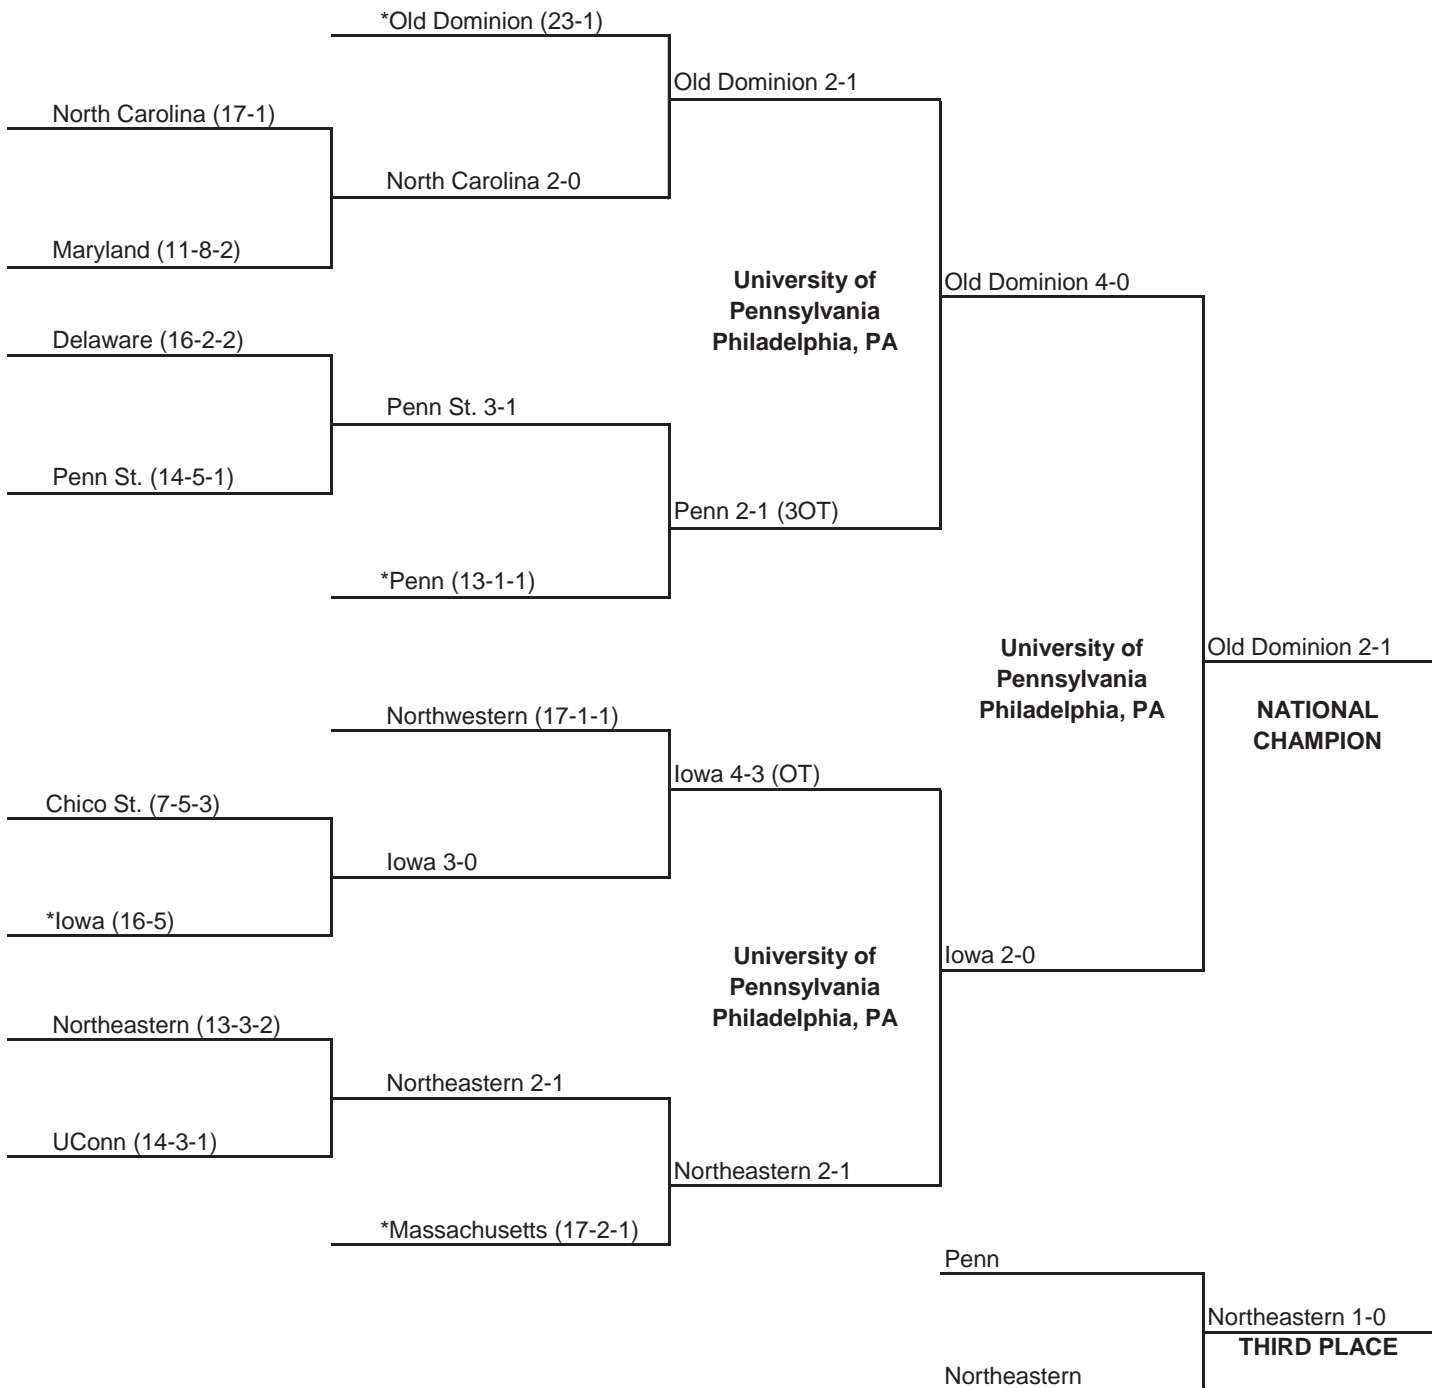 *Old Dominion (23-1)
Old Dominion 2-1
North Carolina (17-1)
North Carolina 2-0
Maryland (11-8-2)
University of
Pennsylvania
Philadelphia, PA
Old Dominion 4-0
Delaware (16-2-2)
Penn St. 3-1
Penn St. (14-5-1)
Penn 2-1 (3OT)
*Penn (13-1-1)
University of
Pennsylvania
Philadelphia, PA
Old Dominion 2-1
NATIONAL
CHAMPION
Northwestern (17-1-1)
Iowa 4-3 (OT)
Chico St. (7-5-3)
Iowa 3-0
*Iowa (16-5)
University of
Pennsylvania
Philadelphia, PA
Iowa 2-0
Northeastern (13-3-2)
Northeastern 2-1
UConn (14-3-1)
Northeastern 2-1
*Massachusetts (17-2-1)
Penn
Northeastern 1-0
THIRD PLACE
Northeastern